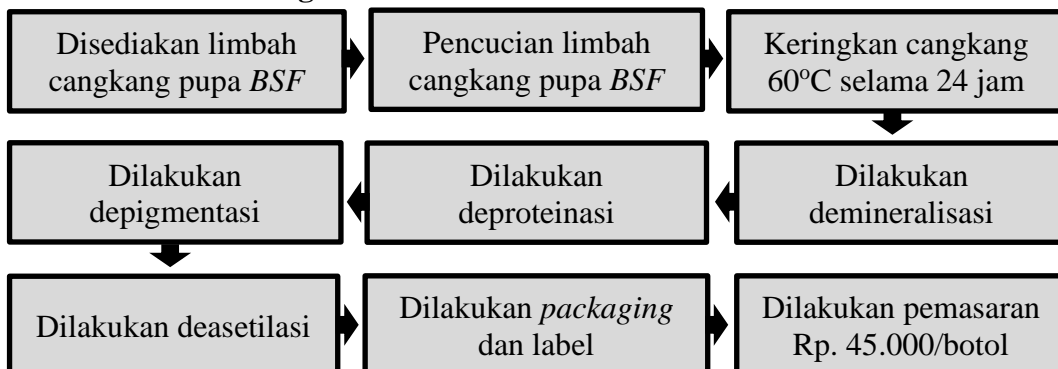 Disediakan limbah
cangkang pupa BSF
Pencucian limbah
cangkang pupa BSF
Keringkan cangkang
60°C selama 24 jam
Dilakukan
demineralisasi
Dilakukan
deproteinasi
Dilakukan
depigmentasi
Dilakukan deasetilasi
Dilakukan packaging
dan label
Dilakukan pemasaran
Rp. 45.000/botol